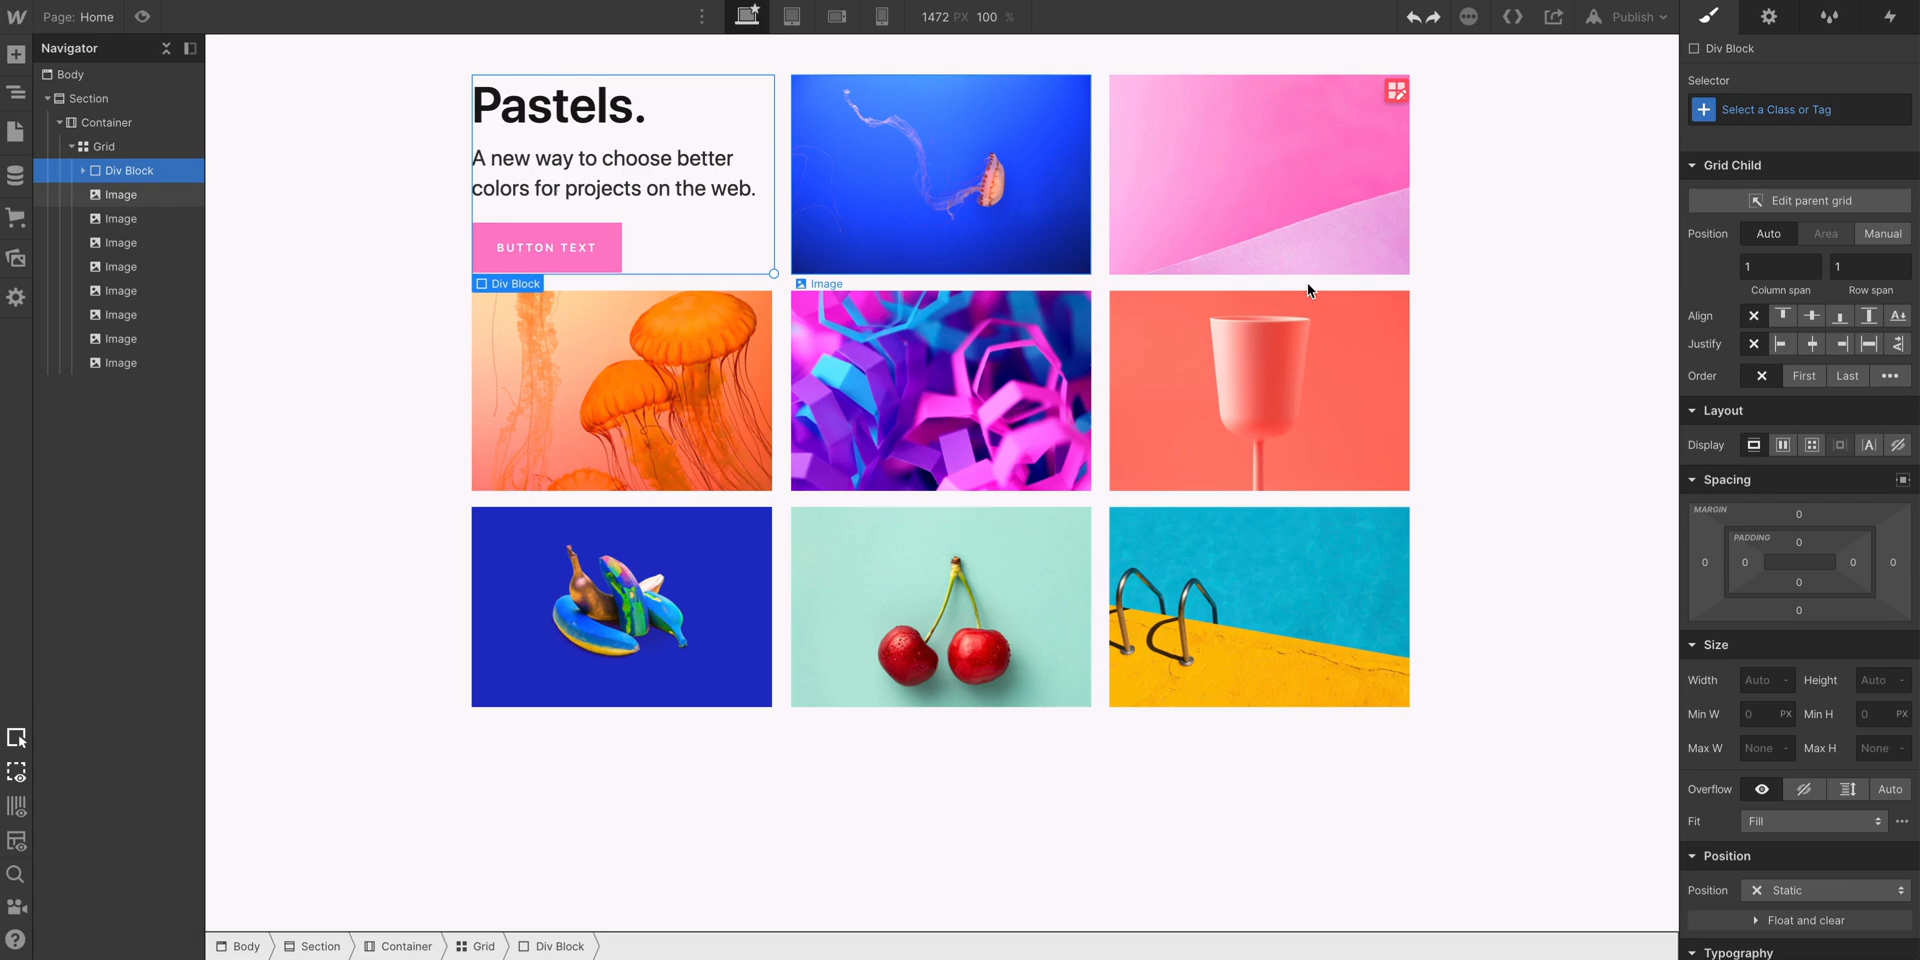 Page: Home
1472 PX 100 %
Publish
Navigator
Body
Section
Container
Grid
Div Block
Image
Image
Image
Image
Image
Image
Image
Image
Pastels.
A new way to choose better
colors for projects on the web.
BUTTON TEXT
Div Block
Image
Body
Section
Container
Grid
Div Block
Div Block
Selector
Select a Class or Tag
Grid Child
Edit parent grid
Position Auto Area Manual
1 1
Column span Row span
Align
Justify
Order First Last
Layout
Display
Spacing
MARGIN
0
PADDING
0
0 0 0 0
0
0
Size
Width Auto - Height Auto -
Min W 0 PX Min H 0 PX
Max W None - Max H None -
Overflow Auto
Fit Fill
Position
Position Static
Float and clear
Typography